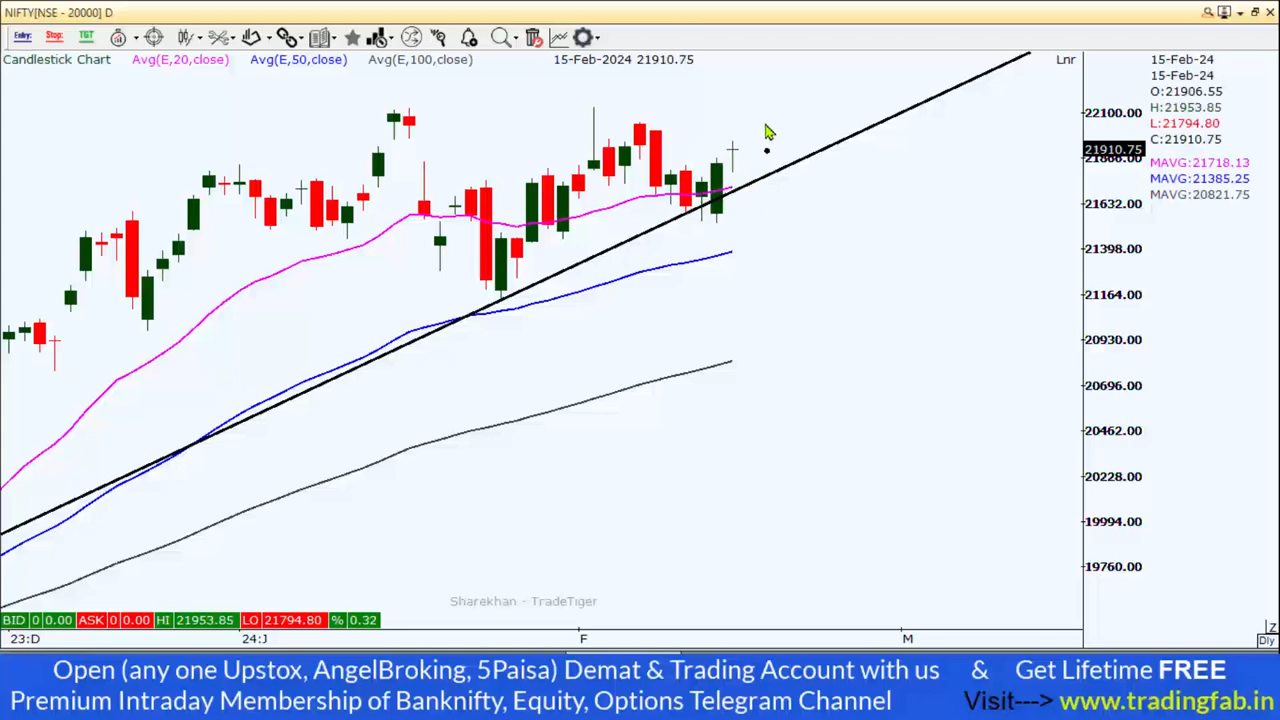 NIFTY[NSE - 20000] D
Entry: Stop: TGT
Candlestick Chart Avg(E,20,close) Avg(E,50,close) Avg(E,100,close) 15-Feb-2024 21910.75 Lnr
15-Feb-24
15-Feb-24
O:21906.55
H:21953.85
L:21794.80
C:21910.75
MAVG:21718.13
MAVG:21385.25
MAVG:20821.75
22100.00
21910.75
21866.00
21632.00
21398.00
21164.00
20930.00
20696.00
20462.00
20228.00
19994.00
19760.00
Sharekhan - TradeTiger
BID 0 0.00 ASK 0 0.00 HI 21953.85 LO 21794.80 % 0.32
23:D 24:J F M
Z
Dly
Open (any one Upstox, AngelBroking, 5Paisa) Demat & Trading Account with us & Get Lifetime FREE
Premium Intraday Membership of Banknifty, Equity, Options Telegram Channel Visit---> www.tradingfab.in